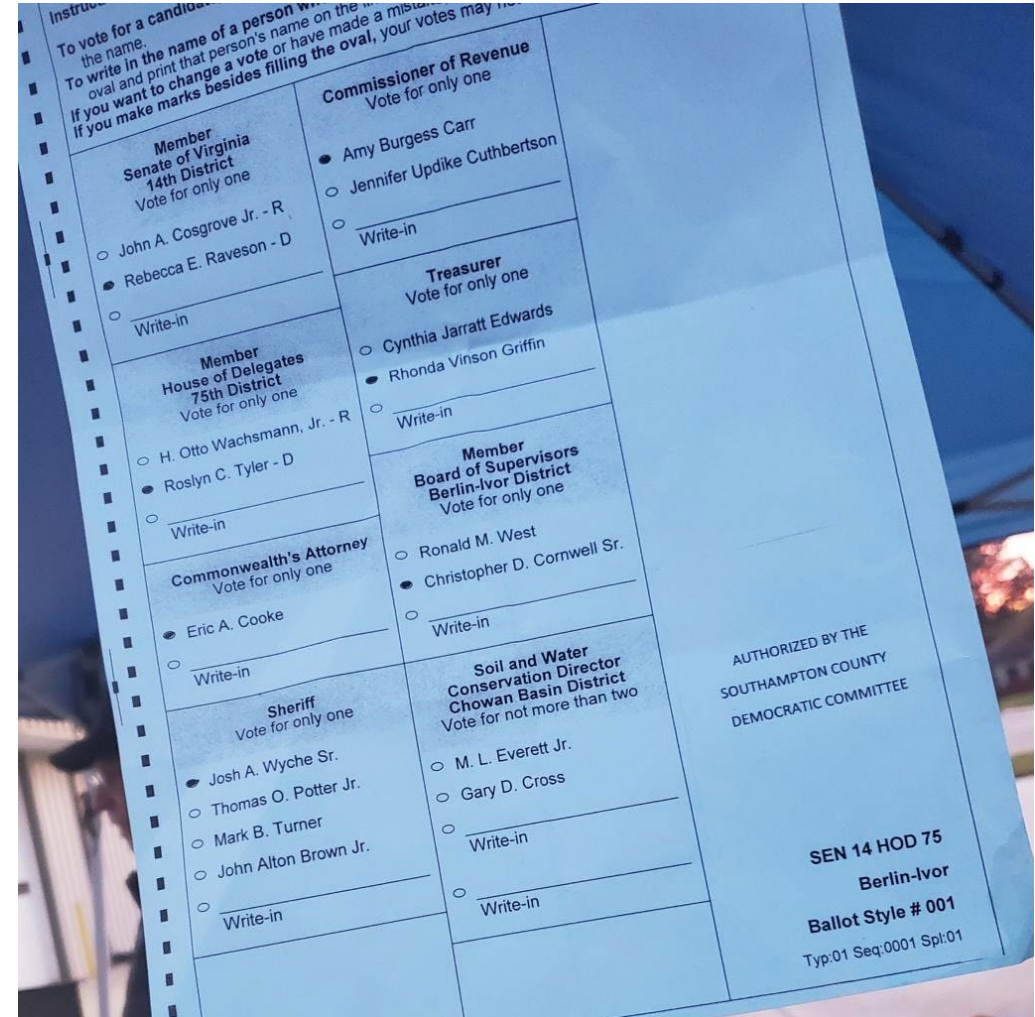 Instruc
To vote for a candida
the name.
To write in the name of a person w
oval and print that person's name on the
If you want to change a vote or have made a mista
If you make marks besides filling the oval, your votes may
Member
Senate of Virginia
14th District
Vote for only one
John A. Cosgrove Jr. - R
Rebecca E. Raveson - D
Write-in
Member
House of Delegates
75th District
Vote for only one
H. Otto Wachsmann, Jr. - R
Roslyn C. Tyler - D
Write-in
Commonwealth's Attorney
Vote for only one
Eric A. Cooke
Write-in
Sheriff
Vote for only one
Josh A. Wyche Sr.
Thomas O. Potter Jr.
Mark B. Turner
John Alton Brown Jr.
Write-in
Commissioner of Revenue
Vote for only one
Amy Burgess Carr
Jennifer Updike Cuthbertson
Write-in
Treasurer
Vote for only one
Cynthia Jarratt Edwards
Rhonda Vinson Griffin
Write-in
Member
Board of Supervisors
Berlin-Ivor District
Vote for only one
Ronald M. West
Christopher D. Cornwell Sr.
Write-in
Soil and Water
Conservation Director
Chowan Basin District
Vote for not more than two
M. L. Everett Jr.
Gary D. Cross
Write-in
Write-in
AUTHORIZED BY THE
SOUTHAMPTON COUNTY
DEMOCRATIC COMMITTEE
SEN 14 HOD 75
Berlin-Ivor
Ballot Style # 001
Typ:01 Seq:0001 Spl:01